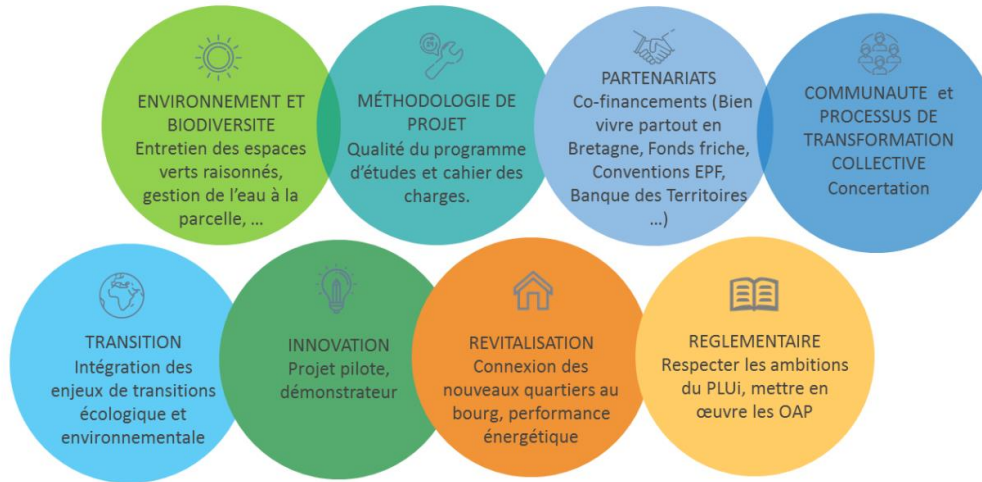 ENVIRONNEMENT ET
BIODIVERSITE
Entretien des espaces
verts raisonnés,
gestion de l'eau à la
parcelle, ...
MÉTHODOLOGIE DE
PROJET
Qualité du programme
d'études et cahier des
charges.
PARTENARIATS
Co-financements (Bien
vivre partout en
Bretagne, Fonds friche,
Conventions EPF,
Banque des Territoires
...)
COMMUNAUTE et
PROCESSUS DE
TRANSFORMATION
COLLECTIVE
Concertation
TRANSITION
Intégration des
enjeux de transitions
écologique et
environnementale
INNOVATION
Projet pilote,
démonstrateur
REVITALISATION
Connexion des
nouveaux quartiers au
bourg, performance
énergétique
REGLEMENTAIRE
Respecter les ambitions
du PLUi, mettre en
œuvre les OAP